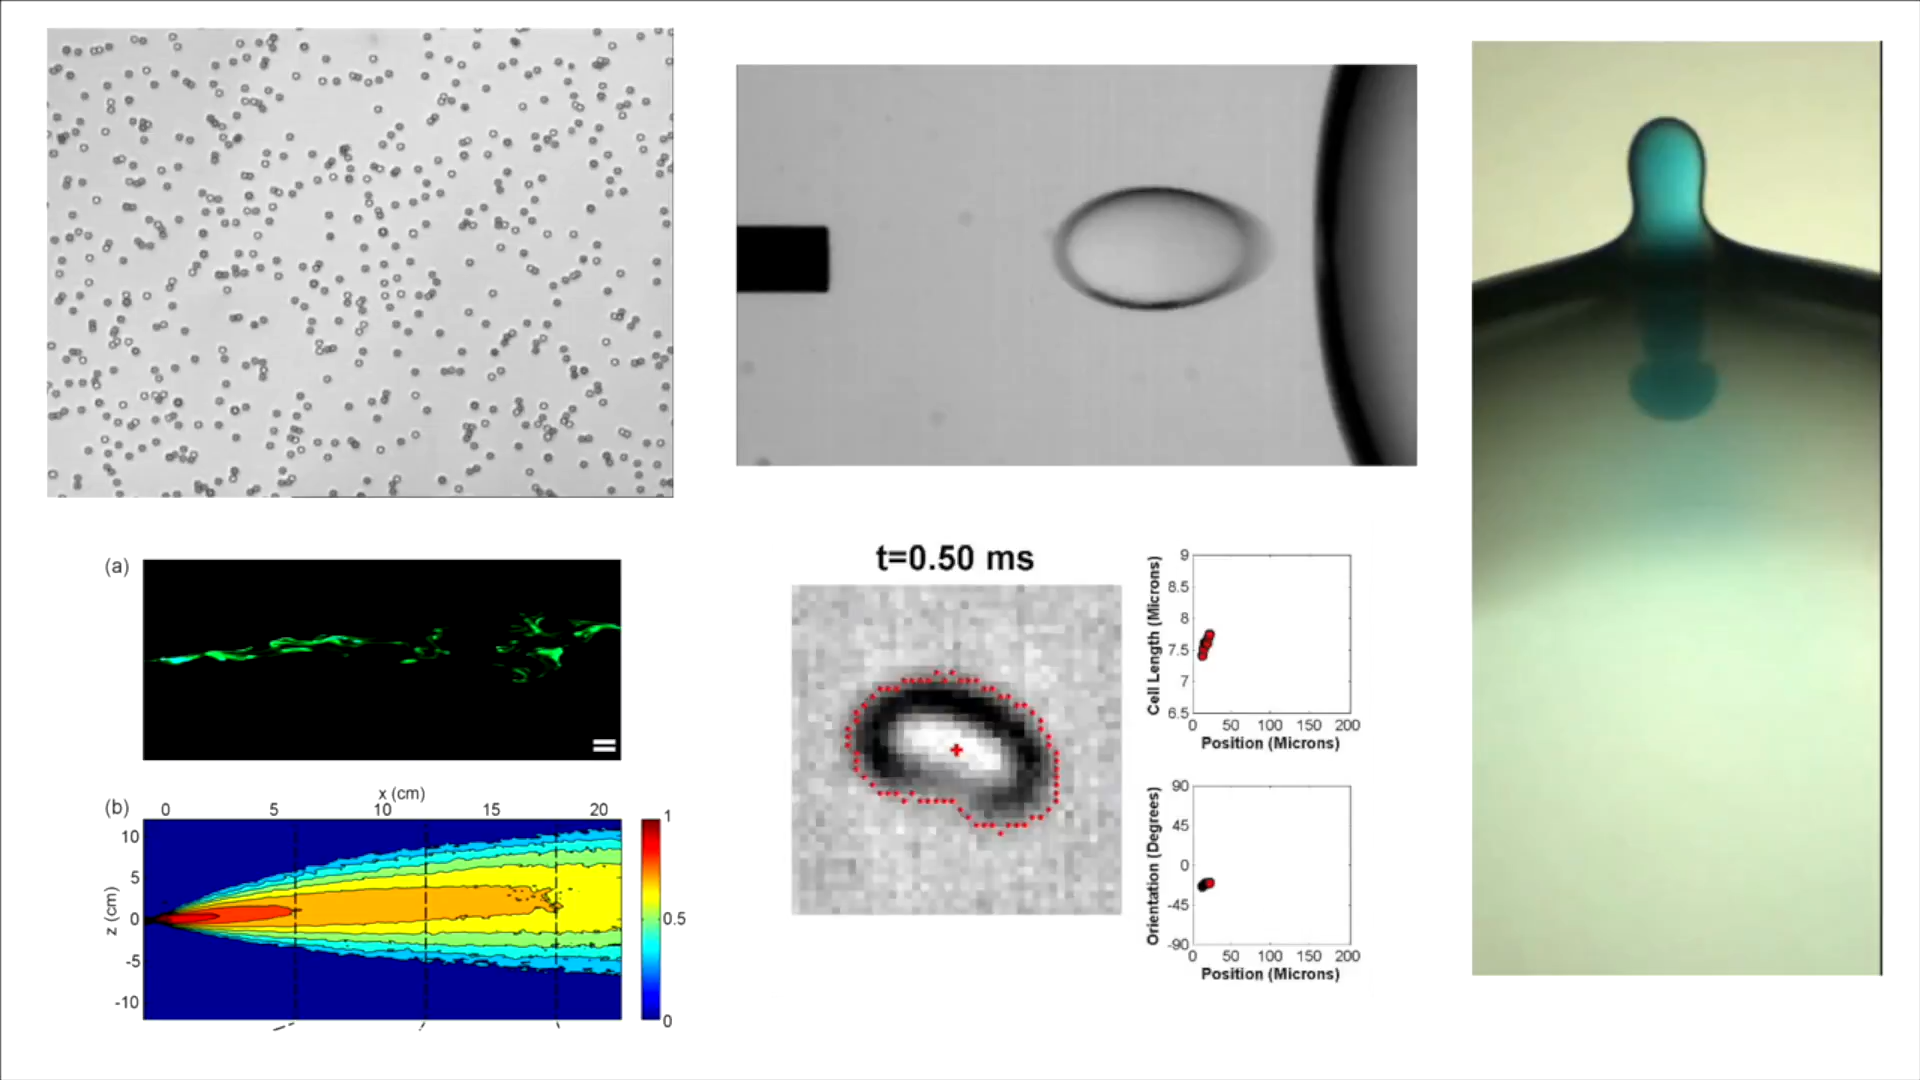 (a)
(b)
x (cm)
0 5 10 15 20
10
5
0
-5
-10
z (cm)
1
0.5
0
t=0.50 ms
Cell Length (Microns)
9
8.5
8
7.5
7
6.5
0 50 100 150 200
Position (Microns)
Orientation (Degrees)
90
45
0
-45
-90
0 50 100 150 200
Position (Microns)